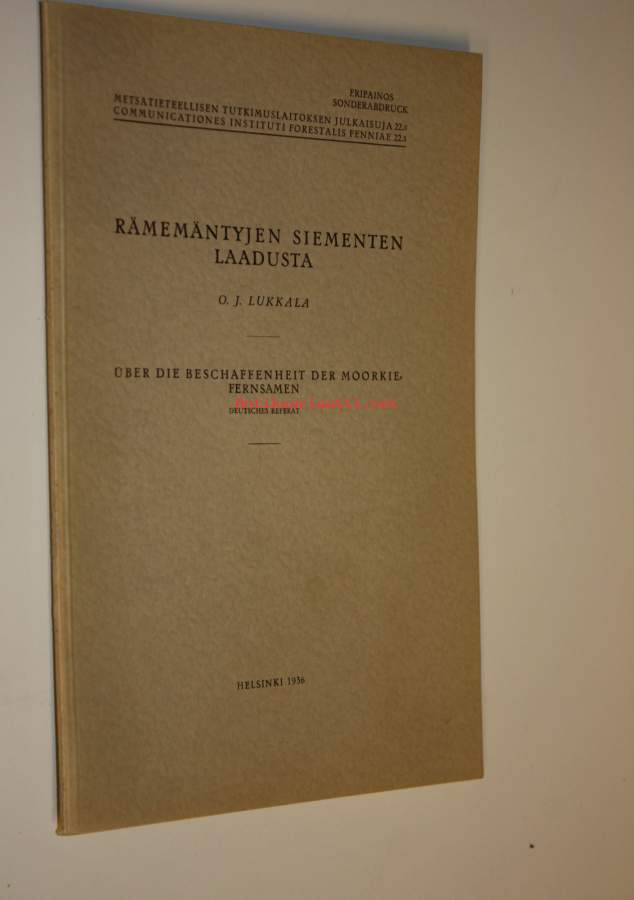 ERIPAINOS
SONDERABDRUCK
METSÄTIETEELLISEN TUTKIMUSLAITOKSEN JULKAISUJA 22.3
COMMUNICATIONES INSTITUTI FORESTALIS FENNIAE 22.3
RÄMEMÄNTYJEN SIEMENTEN
LAADUSTA
O. J. LUKKALA
ÜBER DIE BESCHAFFENHEIT DER MOORKIE-
FERNSAMEN
DEUTSCHES REFERAT
HELSINKI 1936